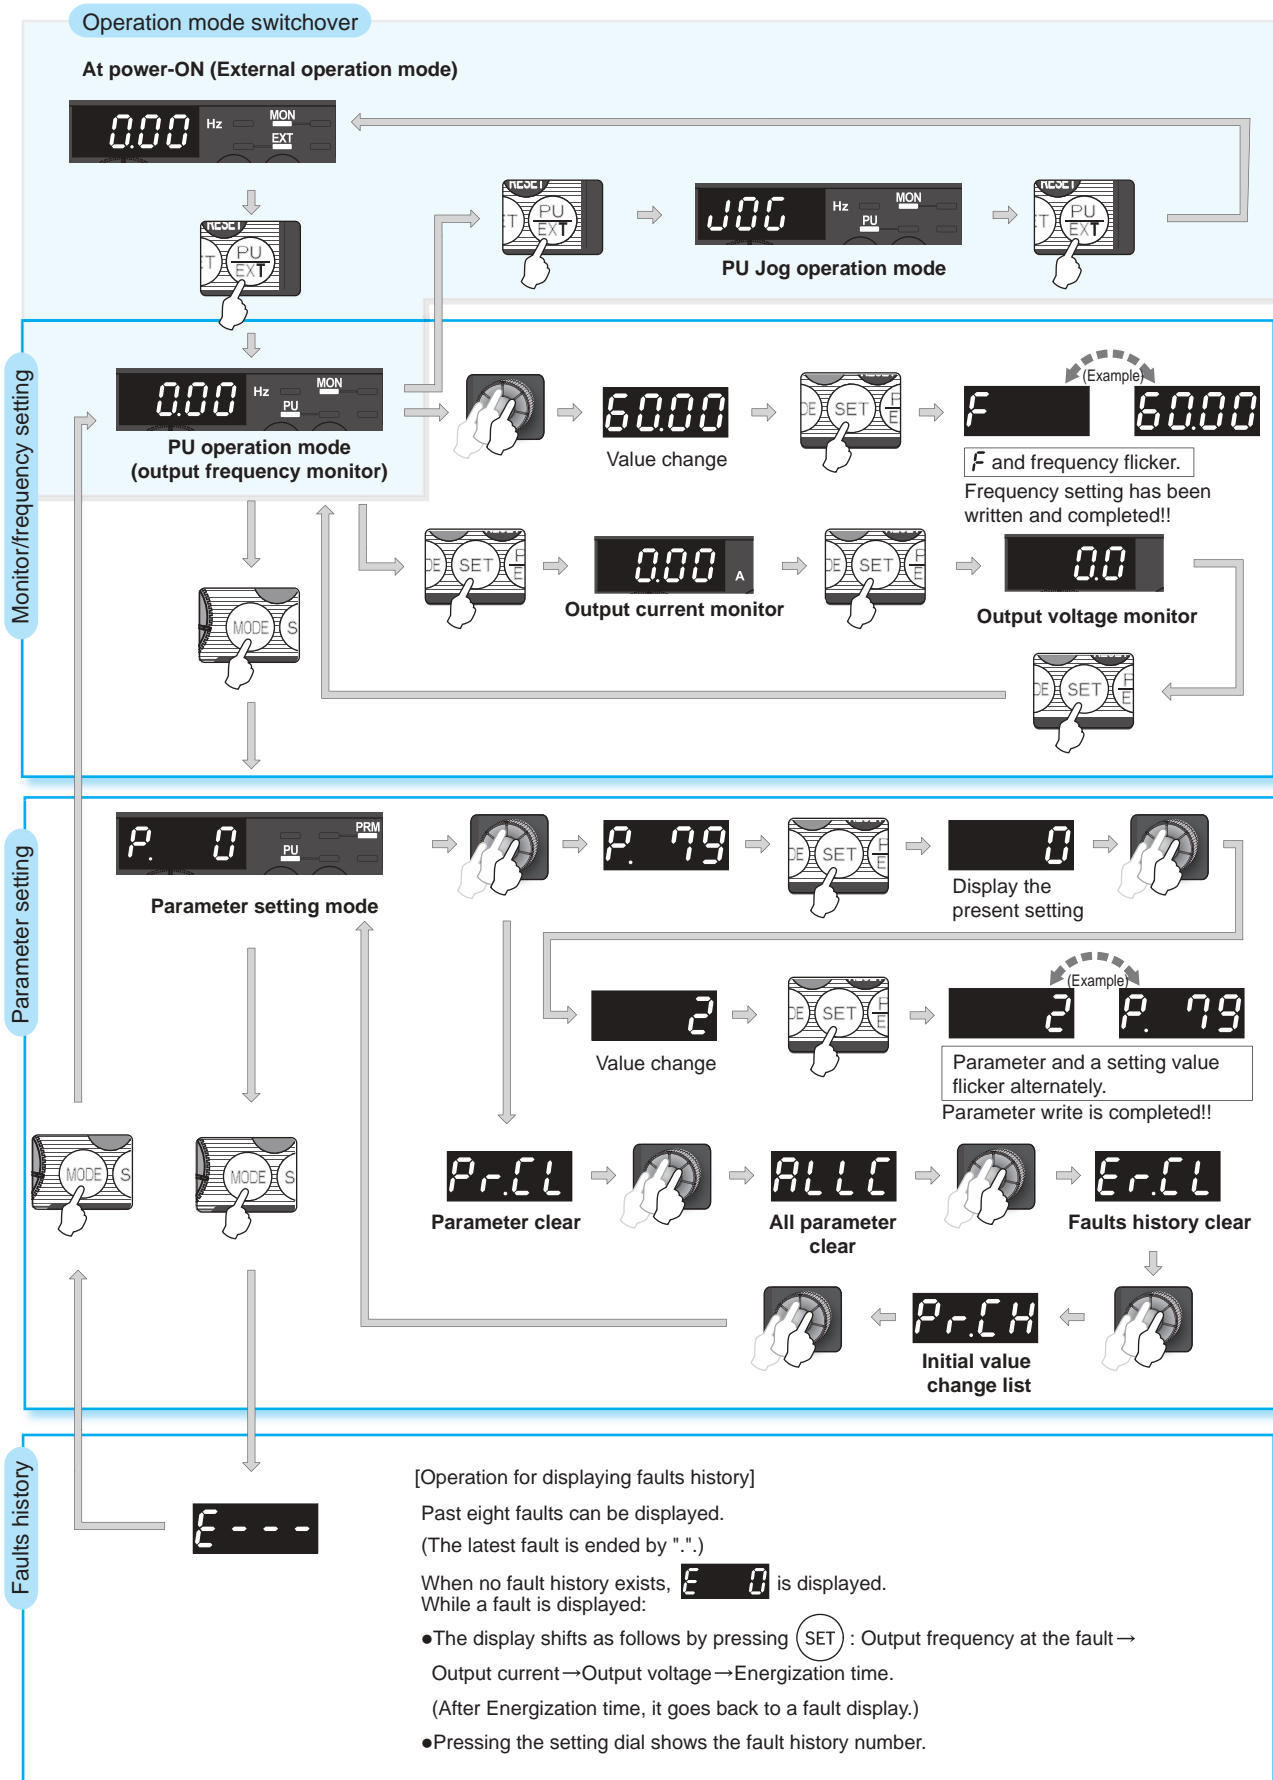 Operation mode switchover
At power-ON (External operation mode)
0.00 Hz MON
EXT
RESET
PU
EXT
RESET
PU
EXT
JOG Hz MON
PU
RESET
PU
EXT
PU Jog operation mode
Monitor/frequency setting
0.00 Hz MON
PU
PU operation mode
(output frequency monitor)
60.00
Value change
SET
(Example)
F 60.00
F and frequency flicker.
Frequency setting has been
written and completed!!
SET
0.00 A
Output current monitor
SET
0.0
Output voltage monitor
MODE
SET
Parameter setting
P. 0 PRM
PU
Parameter setting mode
P. 79
SET
0
Display the
present setting
2
Value change
SET
(Example)
2 P. 79
Parameter and a setting value
flicker alternately.
Parameter write is completed!!
MODE
MODE
Pr.CL
Parameter clear
ALLC
All parameter
clear
Er.CL
Faults history clear
Pr.CH
Initial value
change list
Faults history
E---
[Operation for displaying faults history]
Past eight faults can be displayed.
(The latest fault is ended by ".".)
When no fault history exists, E 0 is displayed.
While a fault is displayed:
●The display shifts as follows by pressing SET : Output frequency at the fault→
Output current→Output voltage→Energization time.
(After Energization time, it goes back to a fault display.)
●Pressing the setting dial shows the fault history number.